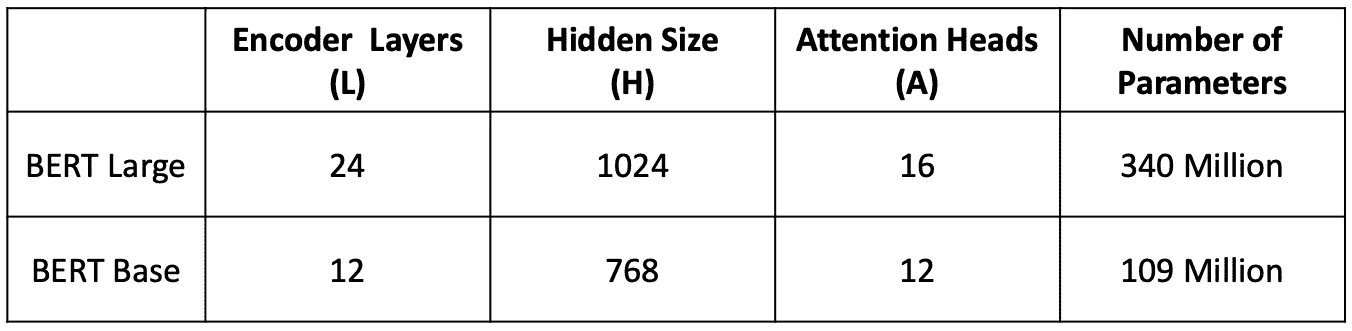 Encoder  Layers (L) Hidden Size (H) Attention Heads (A) Number of Parameters
BERT Large 24 1024 16 340 Million
BERT Base 12 768 12 109 Million